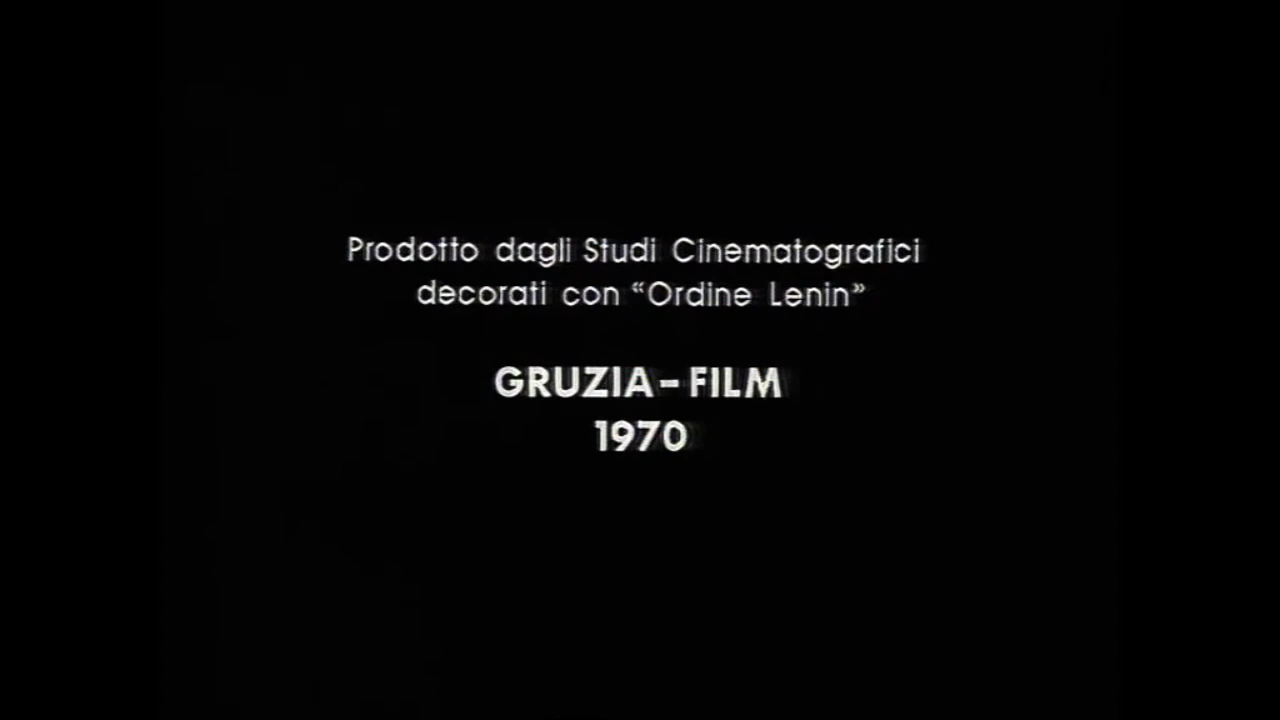 Prodotto dagli Studi Cinematografici
decorati con “Ordine Lenin”
GRUZIA-FILM
1970